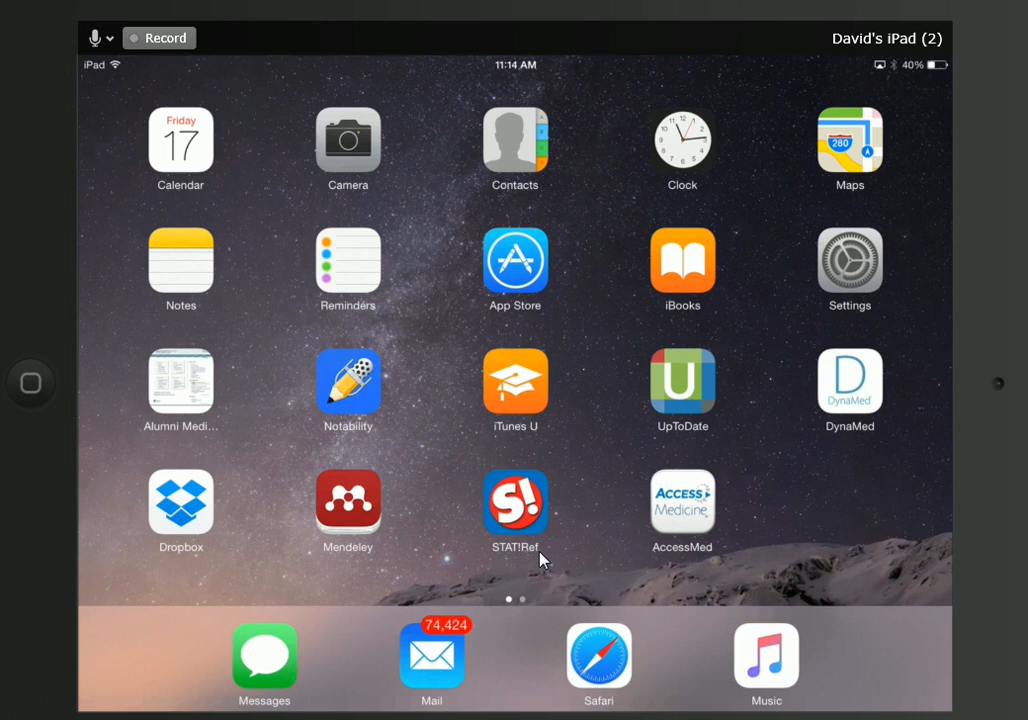 Record
David's iPad (2)
iPad
11:14 AM
40%
Friday
17
280
Calendar
Camera
Contacts
Clock
Maps
Notes
Reminders
App Store
iBooks
Settings
U
D
DynaMed
Alumni Medi...
Notability
iTunes U
UpToDate
DynaMed
S!
ACCESS
Medicine
Dropbox
Mendeley
STAT!Ref
AccessMed
74,424
Messages
Mail
Safari
Music